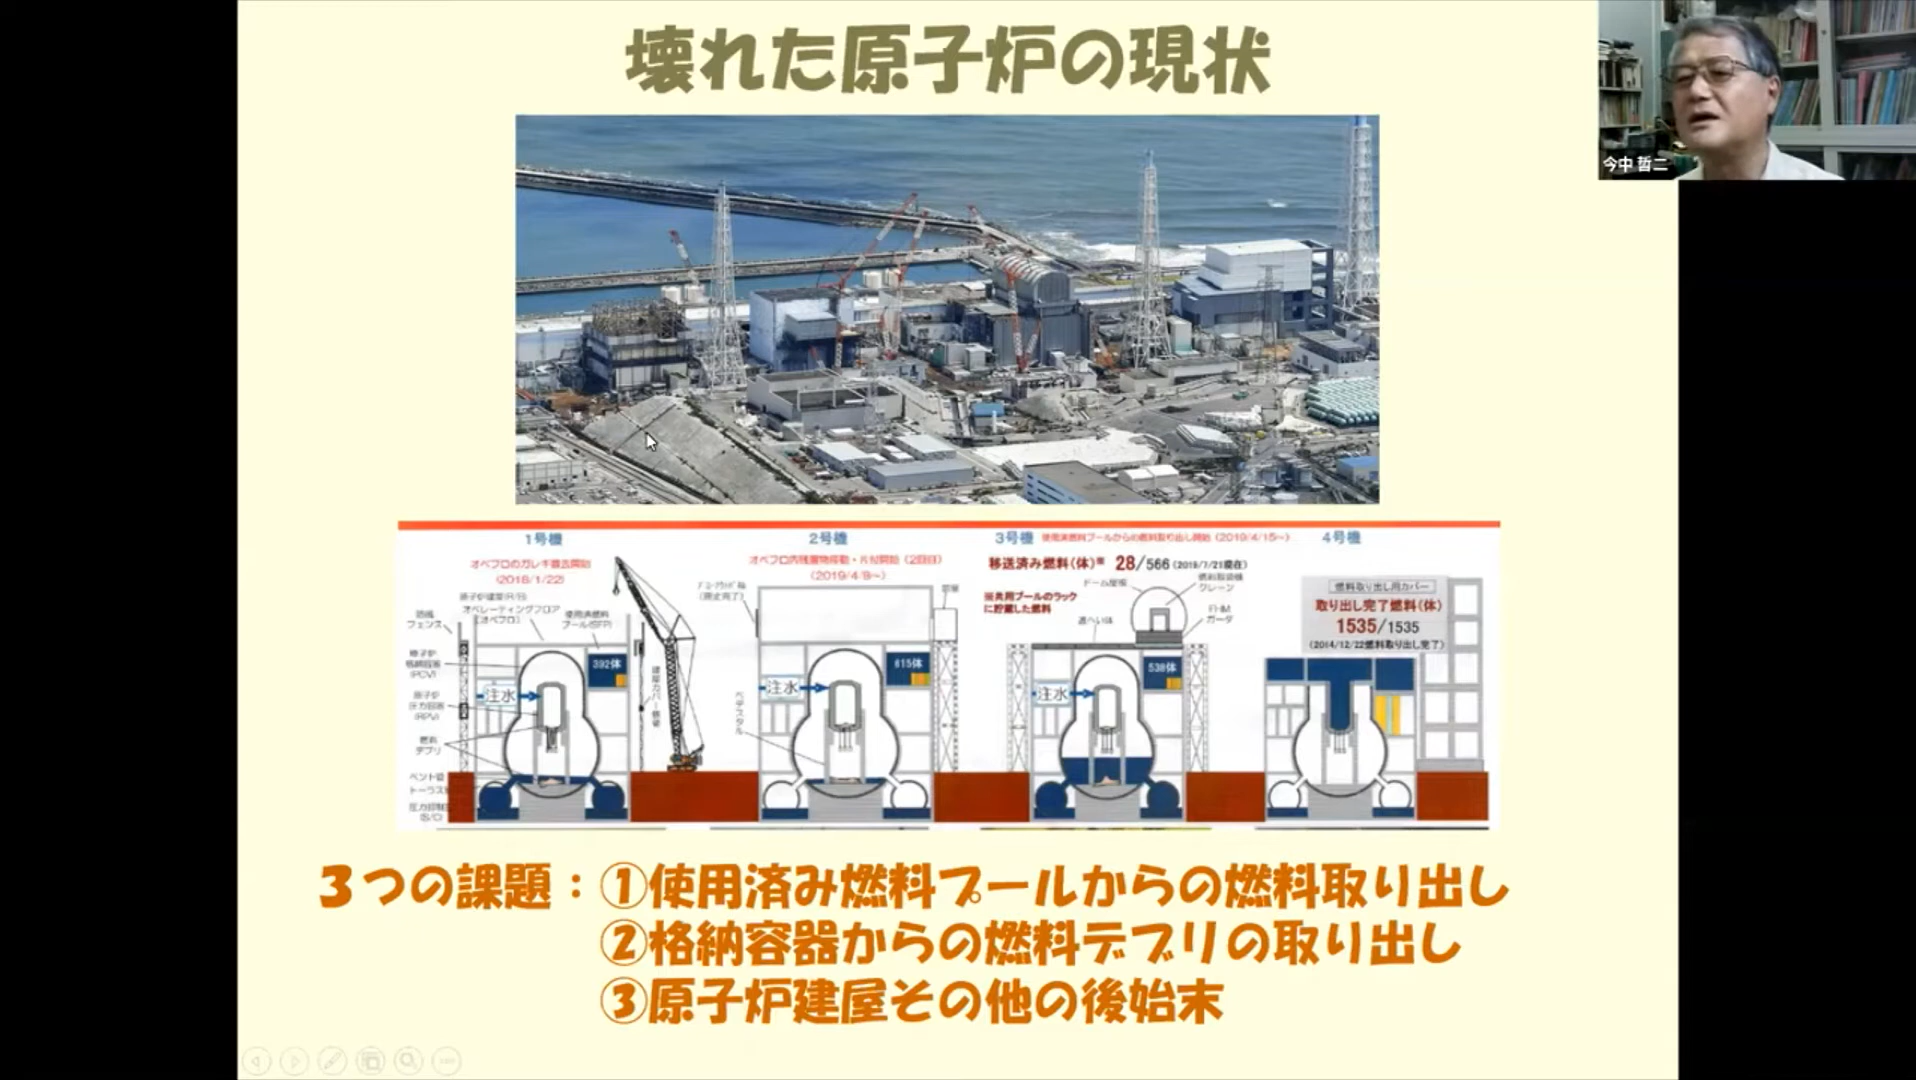 壊れた原子炉の現状
今中 哲二
1号機
オペフロのガレキ撤去開始
(2018/1/22)
原子炉建屋(R/B)
オペレーティングフロア
(オペフロ)
使用済燃料
プール(SFP)
防風
フェンス
原子炉
格納容器
(PCV)
392体
注水
原子炉
圧力容器
(RPV)
燃料
デブリ
ベント管
トーラス
(S/C)
建屋カバー
2号機
オペフロ内残置物移動・片付開始(2回目)
(2019/4/8~)
615体
注水
ペデスタル
3号機 使用済燃料プールからの燃料取り出し開始(2019/4/15~)
移送済み燃料(体)※ 28/566 (2019/7/21現在)
※共用プールのラック
に貯蔵した燃料
ドーム屋根
燃料取扱機
クレーン
遮へい体
FHM
ガーダ
538体
注水
4号機
燃料取り出し用カバー
取り出し完了燃料(体)
1535/1535
(2014/12/22燃料取り出し完了)
3つの課題:①使用済み燃料プールからの燃料取り出し
②格納容器からの燃料デブリの取り出し
③原子炉建屋その他の後始末